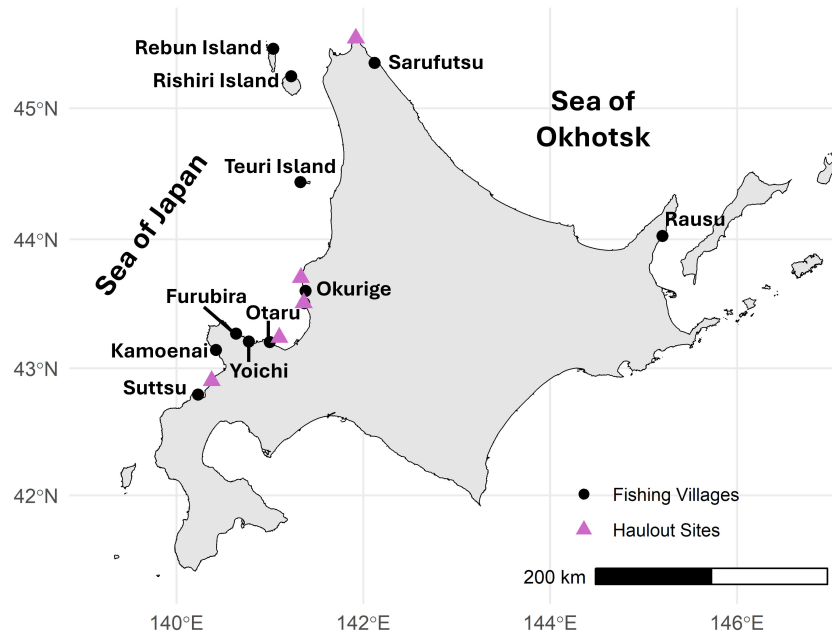 Rebun Island
Sarufutsu
Rishiri Island
Sea of
Okhotsk
45°N
Teuri Island
Sea of Japan
Rausu
44°N
Okurige
Furubira
Otaru
Kamoenai
43°N
Yoichi
Suttsu
42°N
Fishing Villages
Haulout Sites
200 km
140°E
142°E
144°E
146°E